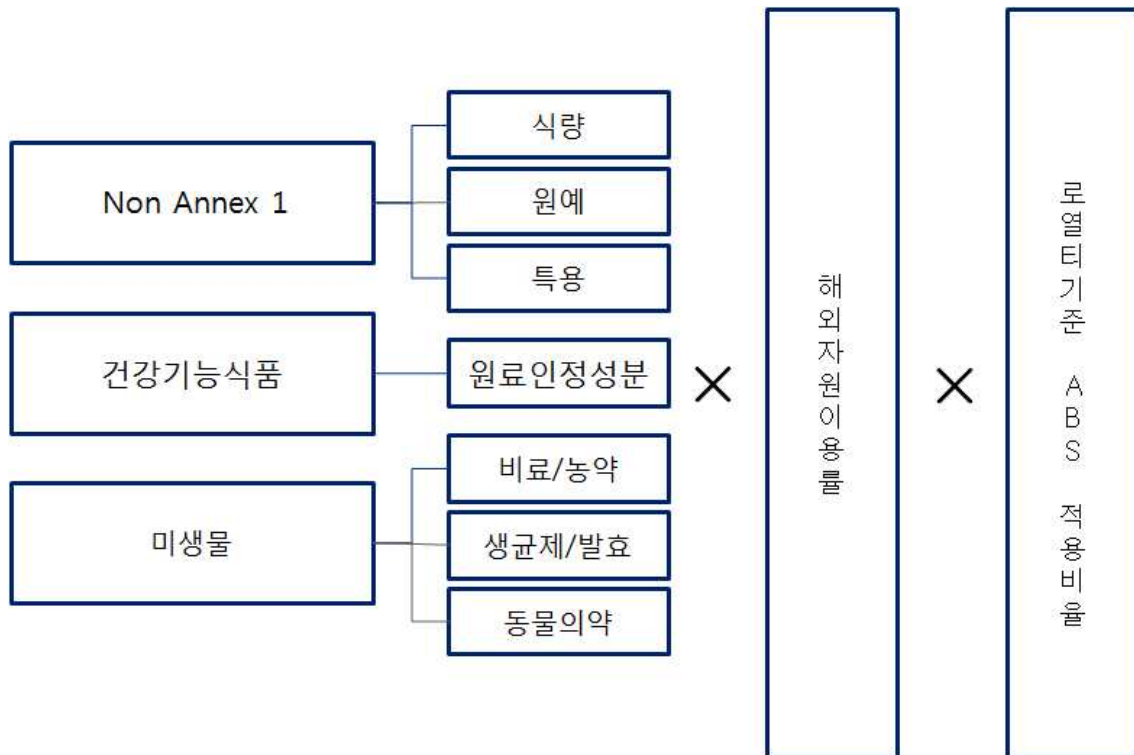 Non Annex 1
식량
원예
특용
건강기능식품
원료인정성분
미생물
비료/농약
생균제/발효
동물의약
×
해외자원이용률
×
로열티기준 ABS 적용비율